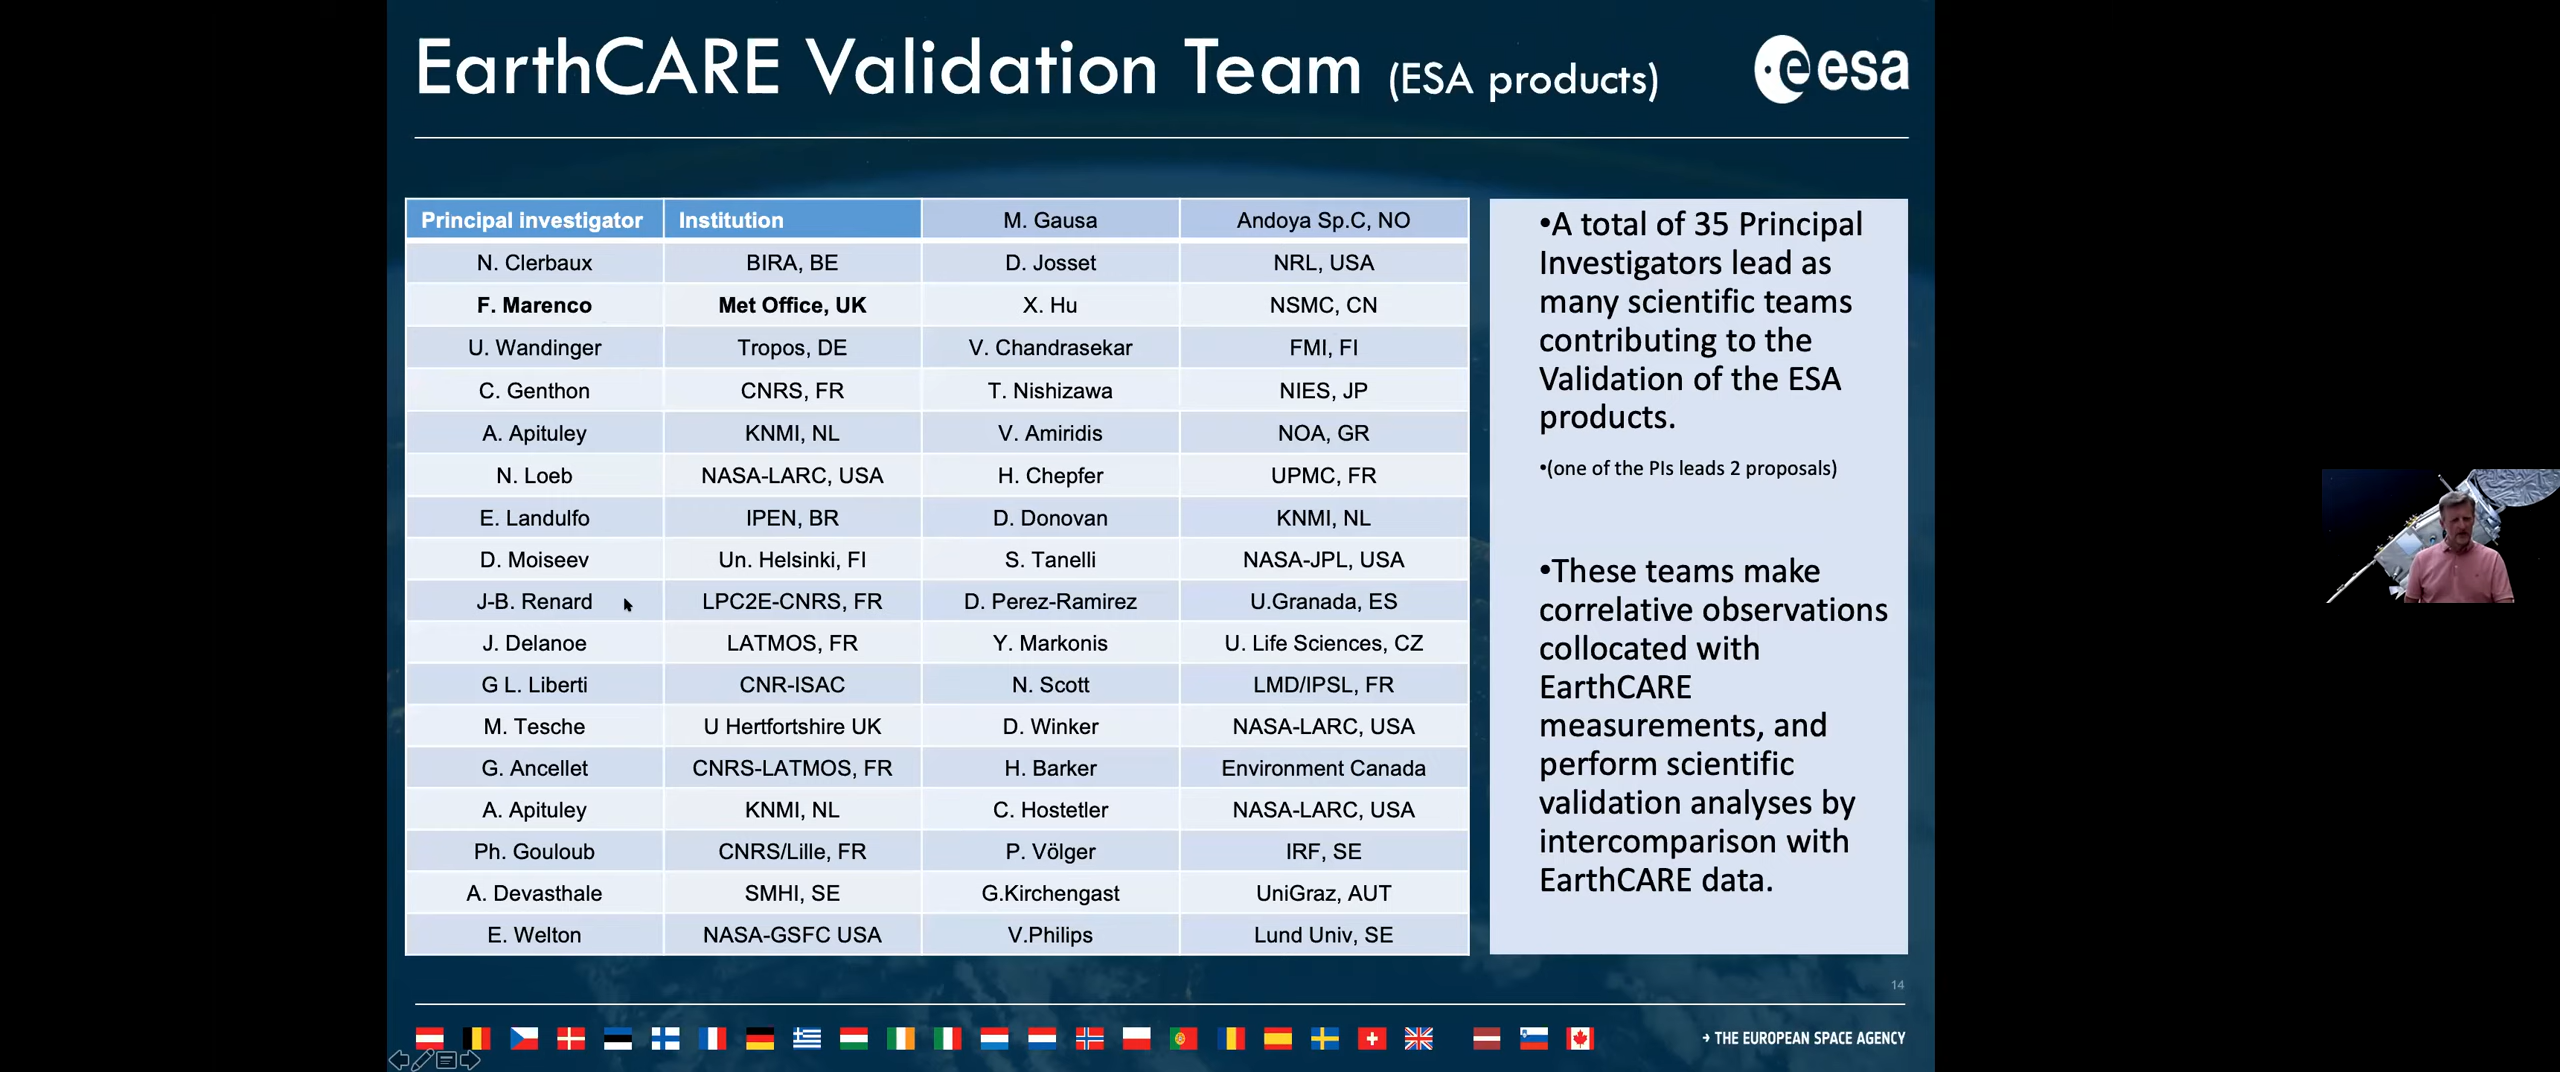 EarthCARE Validation Team (ESA products)
esa
Principal investigator Institution M. Gausa Andoya Sp.C, NO
N. Clerbaux BIRA, BE D. Josset NRL, USA
F. Marenco Met Office, UK X. Hu NSMC, CN
U. Wandinger Tropos, DE V. Chandrasekar FMI, FI
C. Genthon CNRS, FR T. Nishizawa NIES, JP
A. Apituley KNMI, NL V. Amiridis NOA, GR
N. Loeb NASA-LARC, USA H. Chepfer UPMC, FR
E. Landulfo IPEN, BR D. Donovan KNMI, NL
D. Moiseev Un. Helsinki, FI S. Tanelli NASA-JPL, USA
J-B. Renard LPC2E-CNRS, FR D. Perez-Ramirez U.Granada, ES
J. Delanoe LATMOS, FR Y. Markonis U. Life Sciences, CZ
G L. Liberti CNR-ISAC N. Scott LMD/IPSL, FR
M. Tesche U Hertfortshire UK D. Winker NASA-LARC, USA
G. Ancellet CNRS-LATMOS, FR H. Barker Environment Canada
A. Apituley KNMI, NL C. Hostetler NASA-LARC, USA
Ph. Gouloub CNRS/Lille, FR P. Völger IRF, SE
A. Devasthale SMHI, SE G.Kirchengast UniGraz, AUT
E. Welton NASA-GSFC USA V.Philips Lund Univ, SE
•A total of 35 Principal
Investigators lead as
many scientific teams
contributing to the
Validation of the ESA
products.
•(one of the PIs leads 2 proposals)
•These teams make
correlative observations
collocated with
EarthCARE
measurements, and
perform scientific
validation analyses by
intercomparison with
EarthCARE data.
14
→ THE EUROPEAN SPACE AGENCY